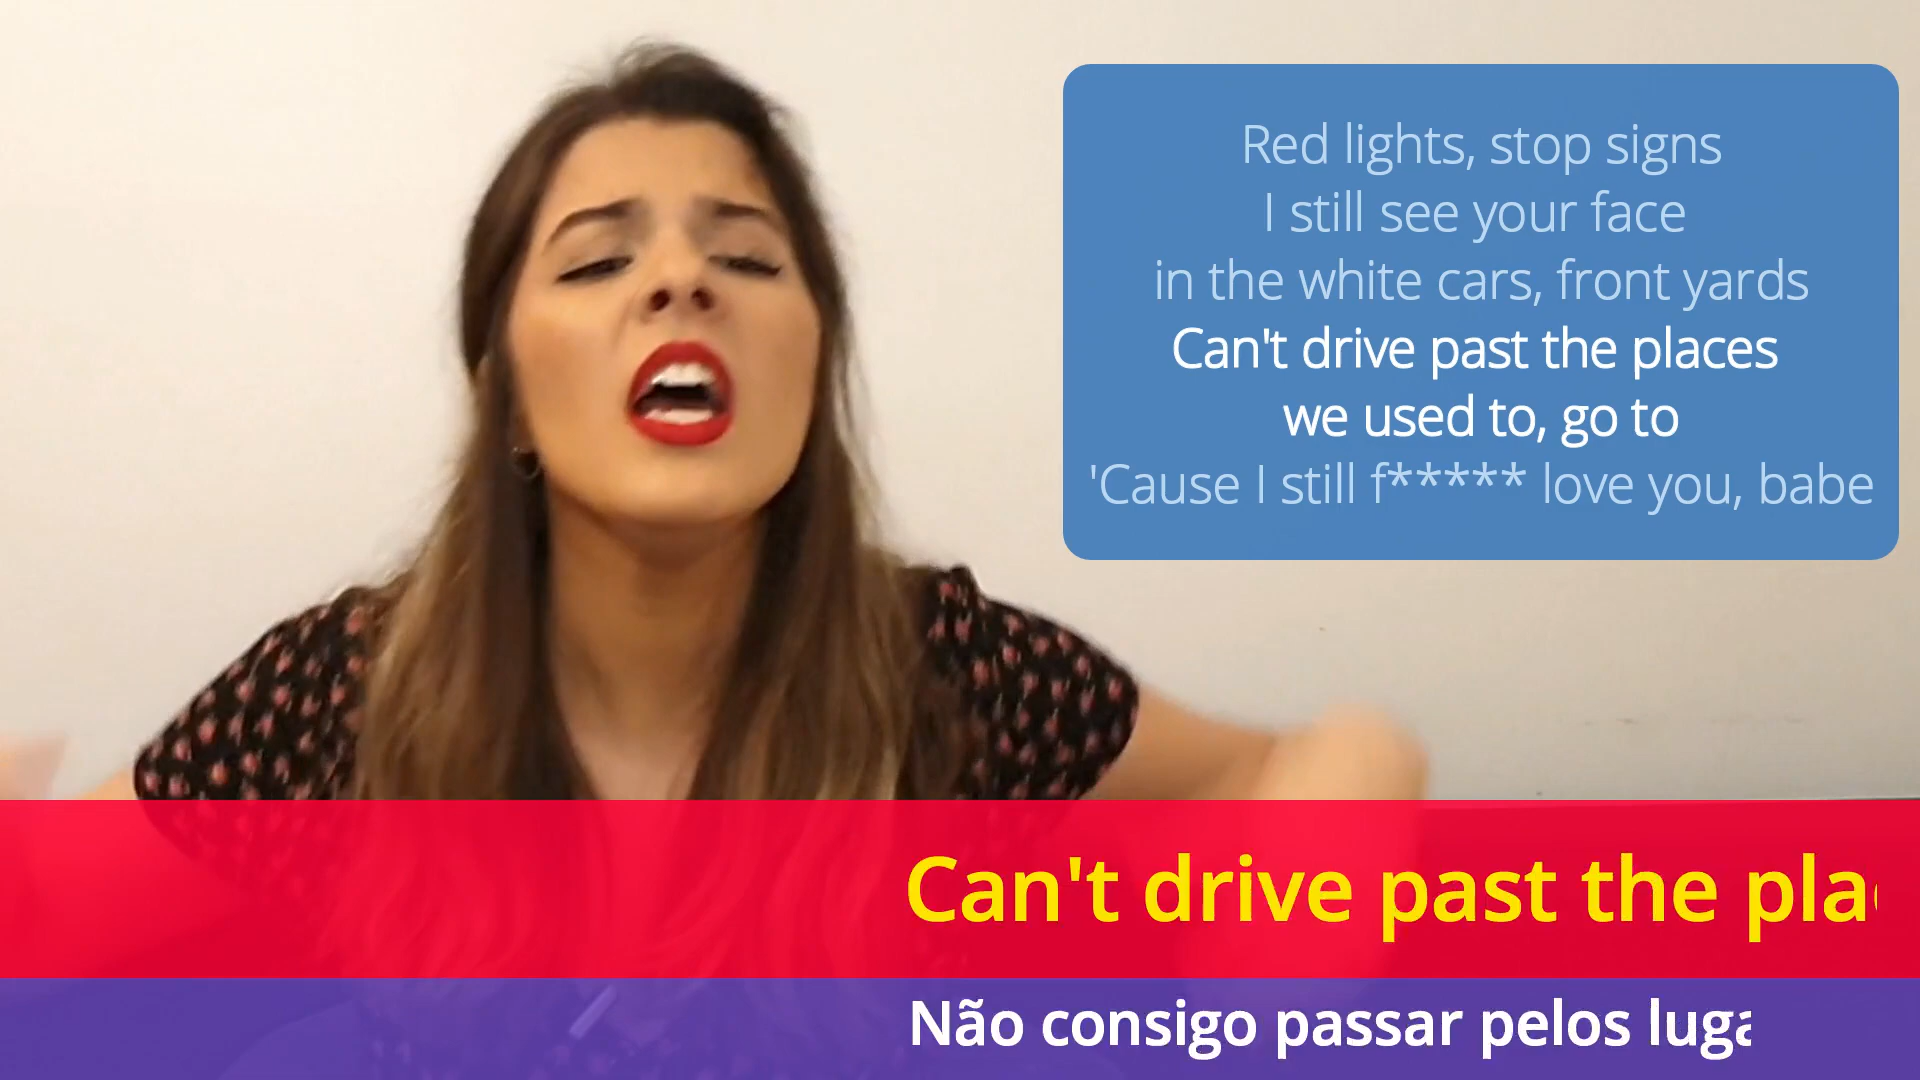 Red lights, stop signs
I still see your face
in the white cars, front yards
Can't drive past the places
we used to, go to
'Cause I still f***** love you, babe
Can't drive past the pla
Não consigo passar pelos luga